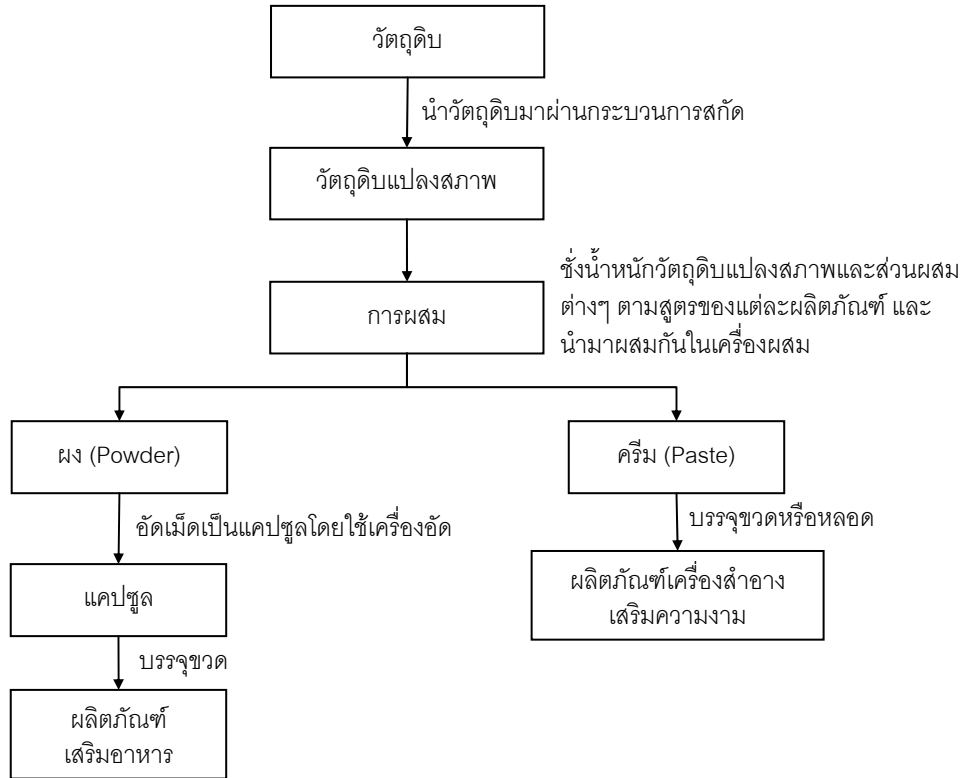 วัตถุดิบ
นำวัตถุดิบมาผ่านกระบวนการสกัด
วัตถุดิบแปลงสภาพ
ชั่งน้ำหนักวัตถุดิบแปลงสภาพและส่วนผสม
ต่างๆ ตามสูตรของแต่ละผลิตภัณฑ์ และ
นำมาผสมกันในเครื่องผสม
การผสม
ผง (Powder)
ครีม (Paste)
อัดเม็ดเป็นแคปซูลโดยใช้เครื่องอัด
บรรจุขวดหรือหลอด
แคปซูล
ผลิตภัณฑ์เครื่องสำอาง
เสริมความงาม
บรรจุขวด
ผลิตภัณฑ์
เสริมอาหาร